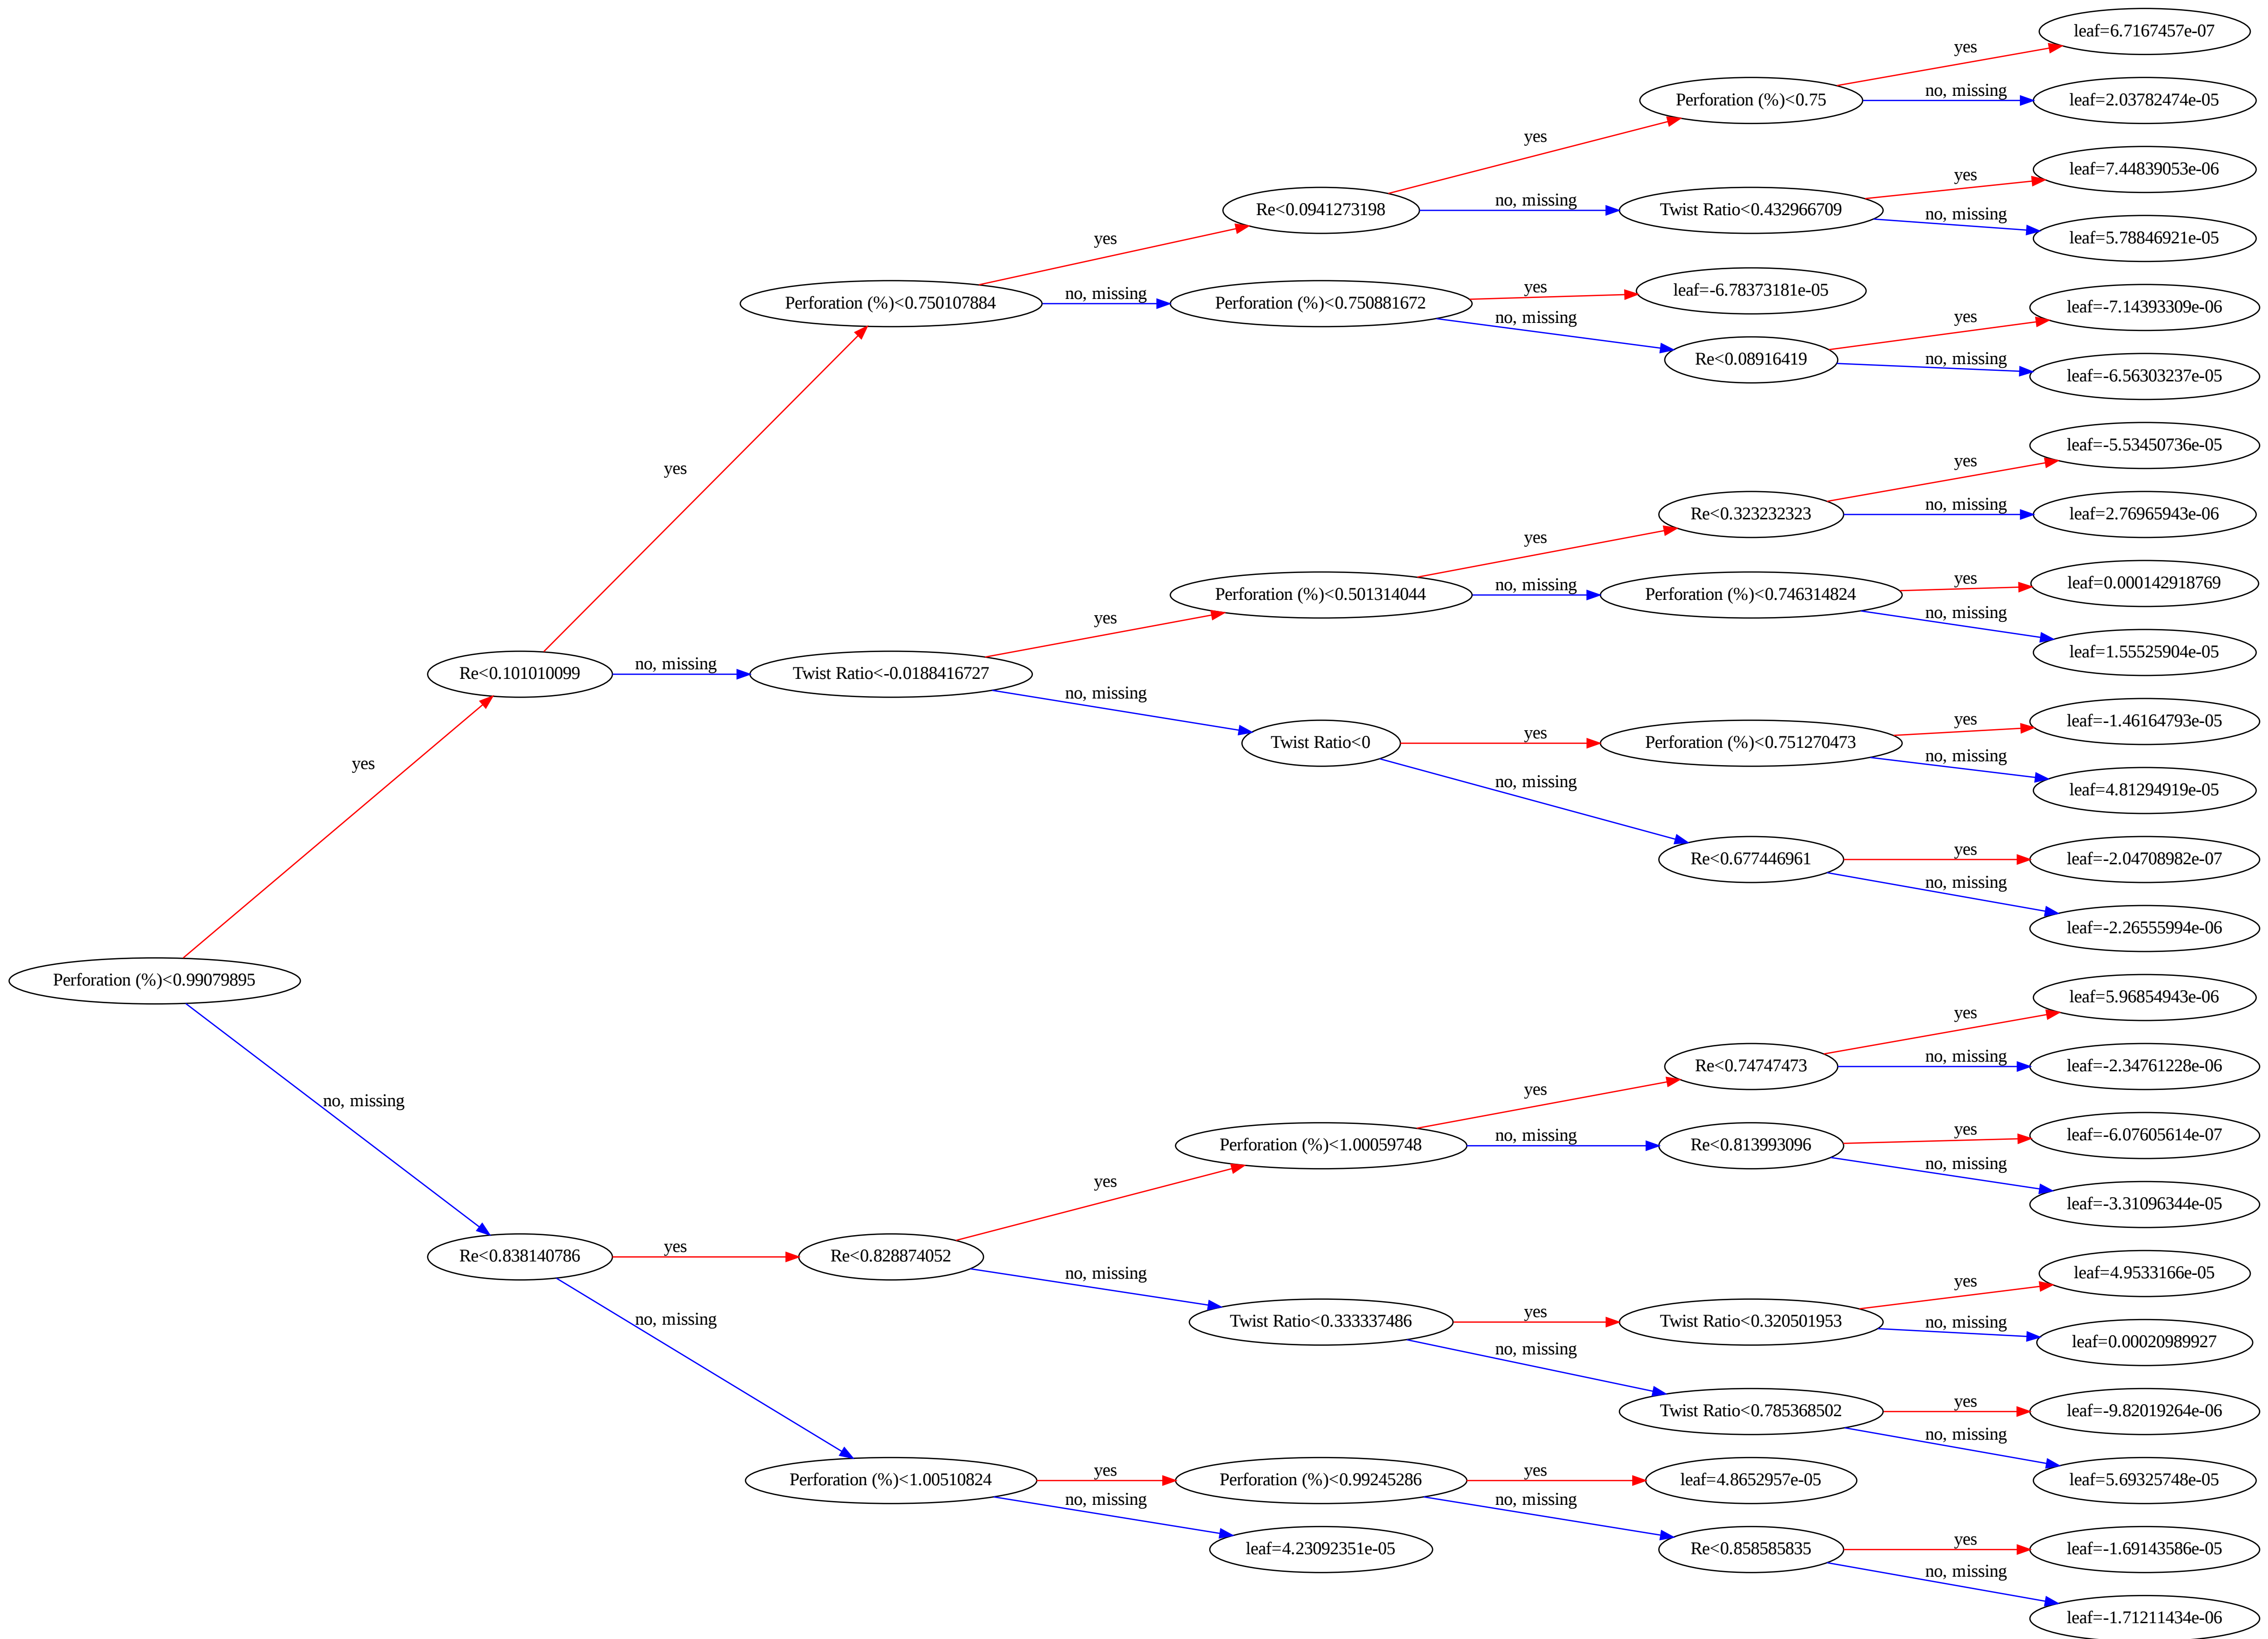 leaf=6.7167457e-07
yes
Perforation (%)<0.75
no, missing
leaf=2.03782474e-05
yes
leaf=7.44839053e-06
yes
Re<0.0941273198
no, missing
Twist Ratio<0.432966709
no, missing
leaf=5.78846921e-05
yes
Perforation (%)<0.750107884
no, missing
Perforation (%)<0.750881672
yes
leaf=-6.78373181e-05
no, missing
yes
leaf=-7.14393309e-06
Re<0.08916419
no, missing
leaf=-6.56303237e-05
yes
yes
leaf=-5.53450736e-05
Re<0.323232323
no, missing
leaf=2.76965943e-06
yes
Perforation (%)<0.501314044
no, missing
Perforation (%)<0.746314824
yes
leaf=0.000142918769
no, missing
leaf=1.55525904e-05
yes
Re<0.101010099
no, missing
Twist Ratio<-0.0188416727
no, missing
Twist Ratio<0
yes
Perforation (%)<0.751270473
yes
leaf=-1.46164793e-05
no, missing
leaf=4.81294919e-05
yes
no, missing
Re<0.677446961
yes
leaf=-2.04708982e-07
no, missing
leaf=-2.26555994e-06
Perforation (%)<0.99079895
no, missing
yes
leaf=5.96854943e-06
Re<0.74747473
no, missing
leaf=-2.34761228e-06
yes
Perforation (%)<1.00059748
no, missing
Re<0.813993096
yes
leaf=-6.07605614e-07
no, missing
leaf=-3.31096344e-05
yes
Re<0.838140786
yes
Re<0.828874052
no, missing
yes
leaf=4.9533166e-05
Twist Ratio<0.333337486
yes
Twist Ratio<0.320501953
no, missing
leaf=0.00020989927
no, missing
Twist Ratio<0.785368502
yes
leaf=-9.82019264e-06
no, missing
leaf=5.69325748e-05
no, missing
Perforation (%)<1.00510824
yes
Perforation (%)<0.99245286
yes
leaf=4.8652957e-05
no, missing
leaf=4.23092351e-05
no, missing
Re<0.858585835
yes
leaf=-1.69143586e-05
no, missing
leaf=-1.71211434e-06